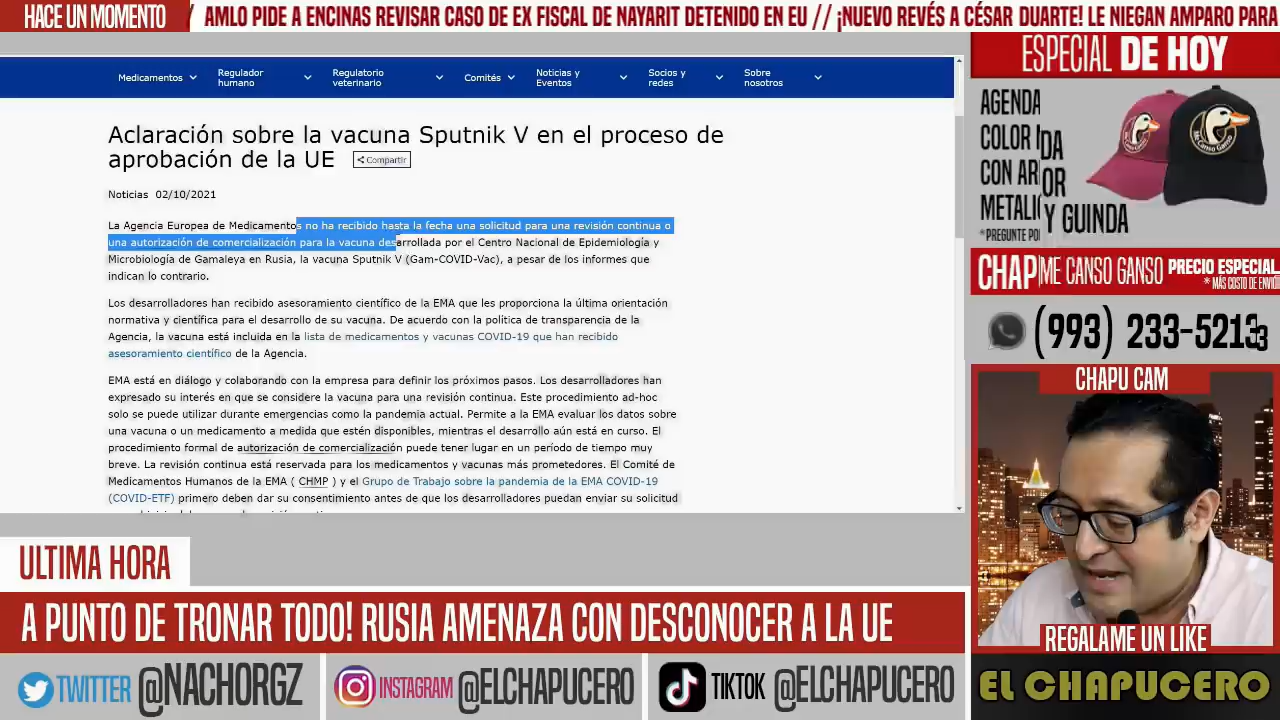 HACE UN MOMENTO
/ AMLO PIDE A ENCINAS REVISAR CASO DE EX FISCAL DE NAYARIT DETENIDO EN EU // ¡NUEVO REVÉS A CÉSAR DUARTE! LE NIEGAN AMPARO PARA
Medicamentos
Regulador humano
Regulatorio veterinario
Comités
Noticias y Eventos
Socios y redes
Sobre nosotros
Aclaración sobre la vacuna Sputnik V en el proceso de
aprobación de la UE
Compartir
Noticias 02/10/2021
La Agencia Europea de Medicamentos no ha recibido hasta la fecha una solicitud para una revisión continua o
una autorización de comercialización para la vacuna desarrollada por el Centro Nacional de Epidemiología y
Microbiología de Gamaleya en Rusia, la vacuna Sputnik V (Gam-COVID-Vac), a pesar de los informes que
indican lo contrario.
Los desarrolladores han recibido asesoramiento científico de la EMA que les proporciona la última orientación
normativa y científica para el desarrollo de su vacuna. De acuerdo con la política de transparencia de la
Agencia, la vacuna está incluida en la lista de medicamentos y vacunas COVID-19 que han recibido
asesoramiento científico de la Agencia.
EMA está en diálogo y colaborando con la empresa para definir los próximos pasos. Los desarrolladores han
expresado su interés en que se considere la vacuna para una revisión continua. Este procedimiento ad-hoc
solo se puede utilizar durante emergencias como la pandemia actual. Permite a la EMA evaluar los datos sobre
una vacuna o un medicamento a medida que estén disponibles, mientras el desarrollo aún está en curso. El
procedimiento formal de autorización de comercialización puede tener lugar en un período de tiempo muy
breve. La revisión continua está reservada para los medicamentos y vacunas más prometedores. El Comité de
Medicamentos Humanos de la EMA ( CHMP ) y el Grupo de Trabajo sobre la pandemia de la EMA COVID-19
(COVID-ETF) primero deben dar su consentimiento antes de que los desarrolladores puedan enviar su solicitud
ESPECIAL DE HOY
AGENDA
COLOR
CON AR
METALI
*PREGUNTE PO
DA
OR
Y GUINDA
Me Canso Ganso
CHAP
ME CANSO GANSO
PRECIO ESPECIAL
* MÁS COSTO DE ENVÍO
(993) 233-5213
CHAPU CAM
REGALAME UN LIKE
EL CHAPUCERO
ULTIMA HORA
A PUNTO DE TRONAR TODO! RUSIA AMENAZA CON DESCONOCER A LA UE
TWITTER @NACHORGZ
INSTAGRAM @ELCHAPUCERO
TIKTOK @ELCHAPUCERO